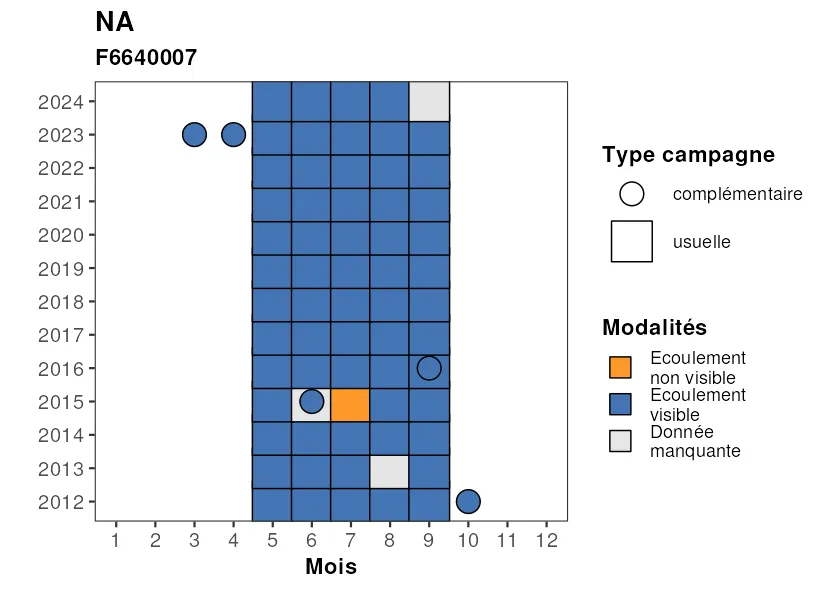 NA
F6640007
2024
2023
2022
2021
2020
2019
2018
2017
2016
2015
2014
2013
2012
1 2 3 4 5 6 7 8 9 10 11 12
Mois
Type campagne
complémentaire
usuelle
Modalités
Ecoulement
non visible
Ecoulement
visible
Donnée
manquante